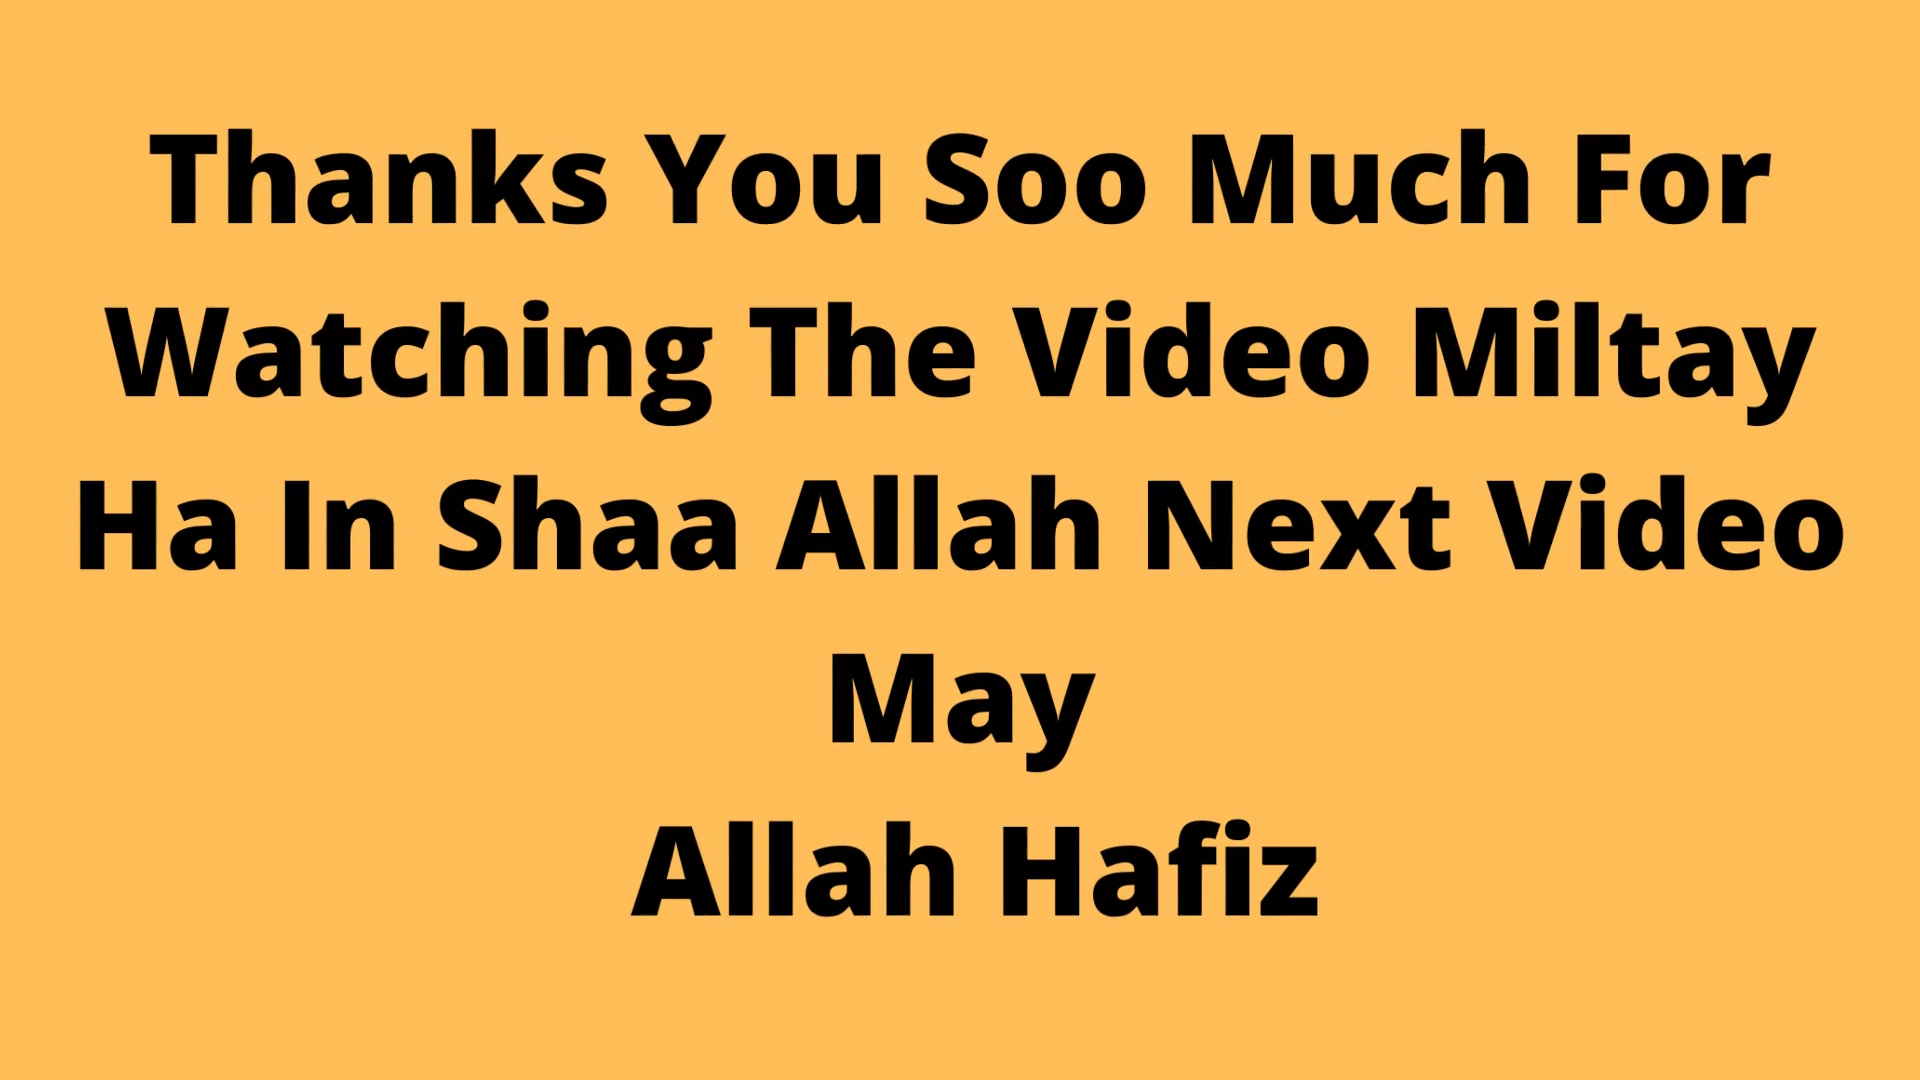 Thanks You Soo Much For
Watching The Video Miltay
Ha In Shaa Allah Next Video
May
Allah Hafiz